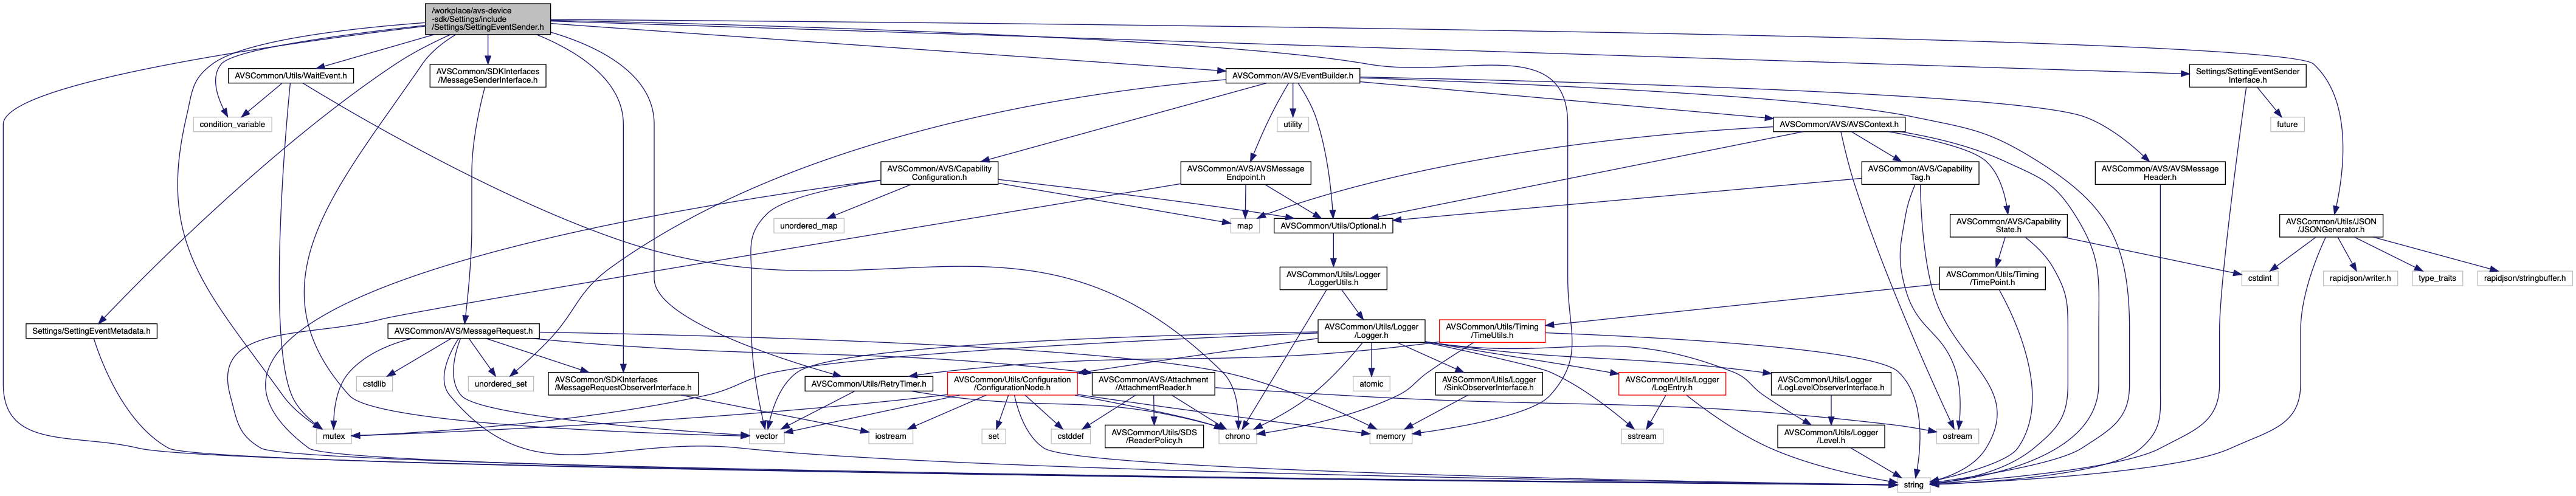 /workplace/avs-device
-sdk/Settings/include
/Settings/SettingEventSender.h
AVSCommon/Utils/WaitEvent.h
AVSCommon/SDKInterfaces
/MessageSenderInterface.h
AVSCommon/AVS/EventBuilder.h
Settings/SettingEventSender
Interface.h
condition_variable
utility
AVSCommon/AVS/AVSContext.h
future
AVSCommon/AVS/Capability
Configuration.h
AVSCommon/AVS/AVSMessage
Endpoint.h
AVSCommon/AVS/Capability
Tag.h
AVSCommon/AVS/AVSMessage
Header.h
unordered_map
map
AVSCommon/Utils/Optional.h
AVSCommon/AVS/Capability
State.h
AVSCommon/Utils/JSON
/JSONGenerator.h
AVSCommon/Utils/Logger
/LoggerUtils.h
AVSCommon/Utils/Timing
/TimePoint.h
cstdint
rapidjson/writer.h
type_traits
rapidjson/stringbuffer.h
Settings/SettingEventMetadata.h
AVSCommon/AVS/MessageRequest.h
AVSCommon/Utils/Logger
/Logger.h
AVSCommon/Utils/Timing
/TimeUtils.h
cstdlib
unordered_set
AVSCommon/SDKInterfaces
/MessageRequestObserverInterface.h
AVSCommon/Utils/RetryTimer.h
AVSCommon/Utils/Configuration
/ConfigurationNode.h
AVSCommon/AVS/Attachment
/AttachmentReader.h
atomic
AVSCommon/Utils/Logger
/SinkObserverInterface.h
AVSCommon/Utils/Logger
/LogEntry.h
AVSCommon/Utils/Logger
/LogLevelObserverInterface.h
mutex
vector
iostream
set
cstddef
AVSCommon/Utils/SDS
/ReaderPolicy.h
chrono
memory
sstream
AVSCommon/Utils/Logger
/Level.h
ostream
string